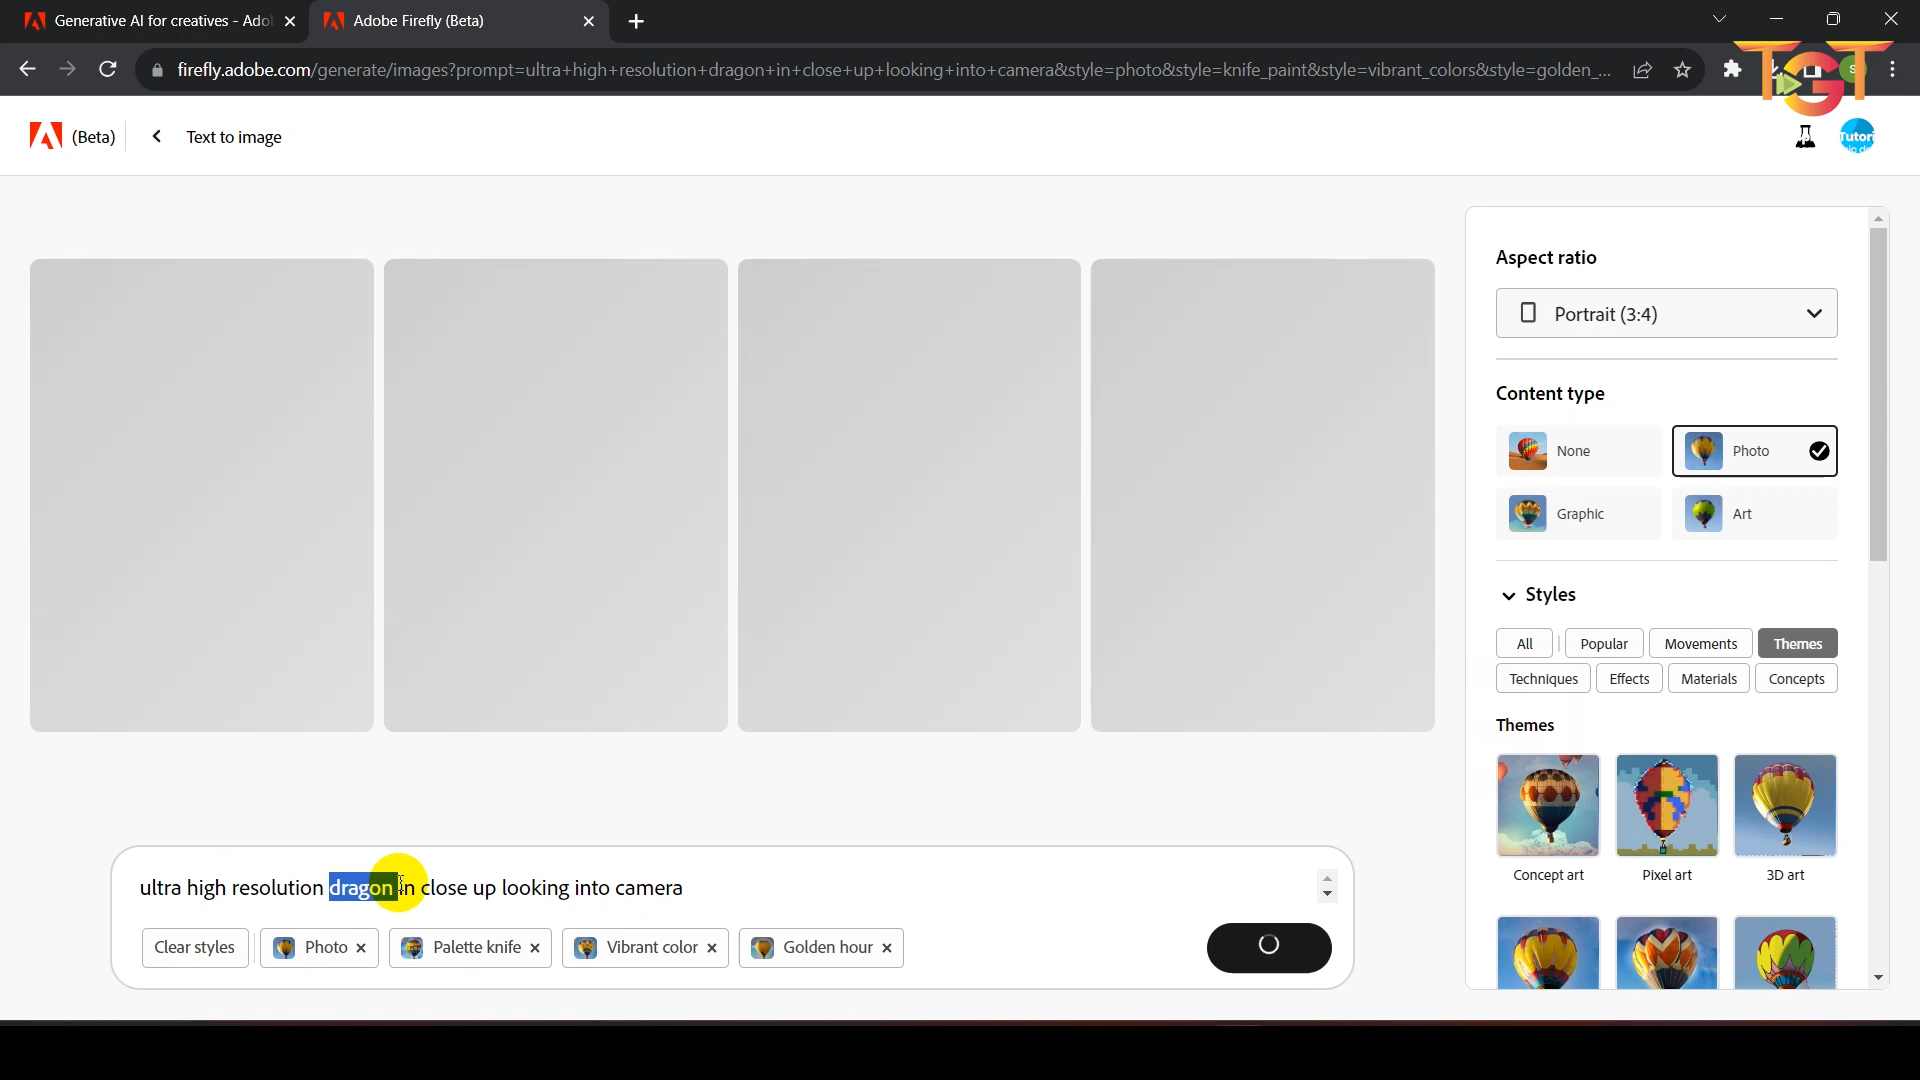 Generative AI for creatives - Ado
Adobe Firefly (Beta)
firefly.adobe.com/generate/images?prompt=ultra+high+resolution+dragon+in+close+up+looking+into+camera&style=photo&style=knife_paint&style=vibrant_colors&style=golden_...
S
TGT
(Beta)
Text to image
Tutori
Aspect ratio
Portrait (3:4)
Content type
None
Photo
Graphic
Art
Styles
All
Popular
Movements
Themes
Techniques
Effects
Materials
Concepts
Themes
Concept art
Pixel art
3D art
ultra high resolution dragon in close up looking into camera
Clear styles
Photo
Palette knife
Vibrant color
Golden hour